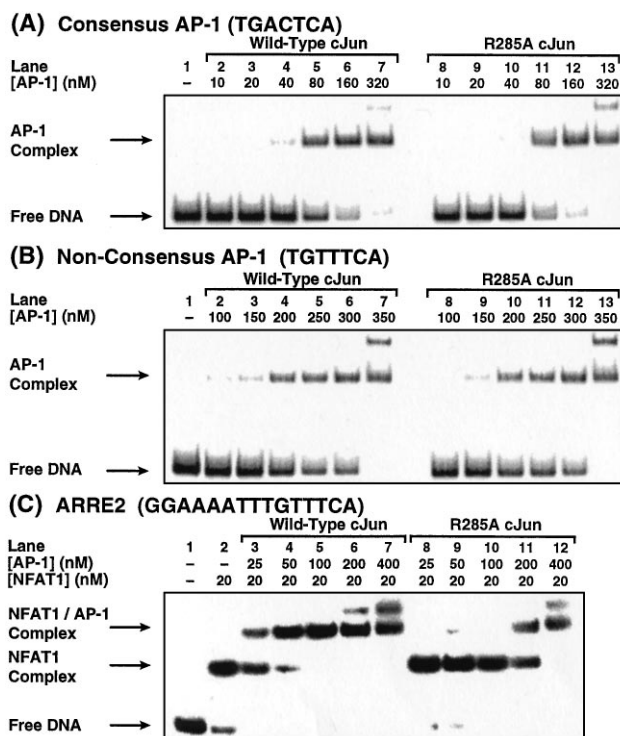 (A) Consensus AP-1 (TGACTCA)
Wild-Type cJun R285A cJun
Lane 1 2 3 4 5 6 7 8 9 10 11 12 13
[AP-1] (nM) – 10 20 40 80 160 320 10 20 40 80 160 320
AP-1
Complex
Free DNA
(B) Non-Consensus AP-1 (TGTTTCA)
Wild-Type cJun R285A cJun
Lane 1 2 3 4 5 6 7 8 9 10 11 12 13
[AP-1] (nM) – 100 150 200 250 300 350 100 150 200 250 300 350
AP-1
Complex
Free DNA
(C) ARRE2 (GGAAAATTTGTTTCA)
Wild-Type cJun R285A cJun
Lane 1 2 3 4 5 6 7 8 9 10 11 12
[AP-1] (nM) – – 25 50 100 200 400 25 50 100 200 400
[NFAT1] (nM) – 20 20 20 20 20 20 20 20 20 20 20
NFAT1 / AP-1
Complex
NFAT1
Complex
Free DNA